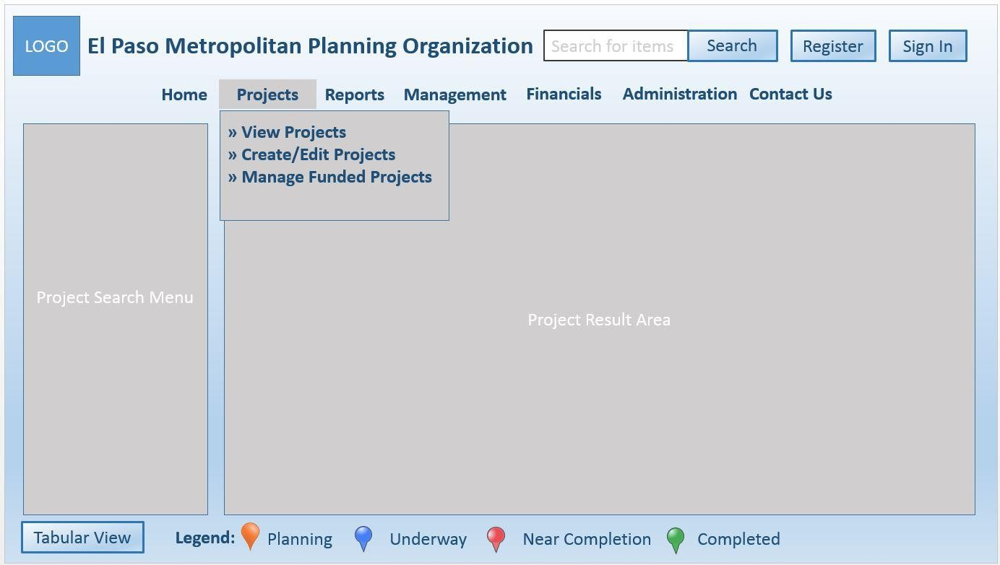 LOGO
El Paso Metropolitan Planning Organization
Search for items
Search
Register
Sign In
Home
Projects
Reports
Management
Financials
Administration
Contact Us
» View Projects
» Create/Edit Projects
» Manage Funded Projects
Project Search Menu
Project Result Area
Tabular View
Legend:
Planning
Underway
Near Completion
Completed